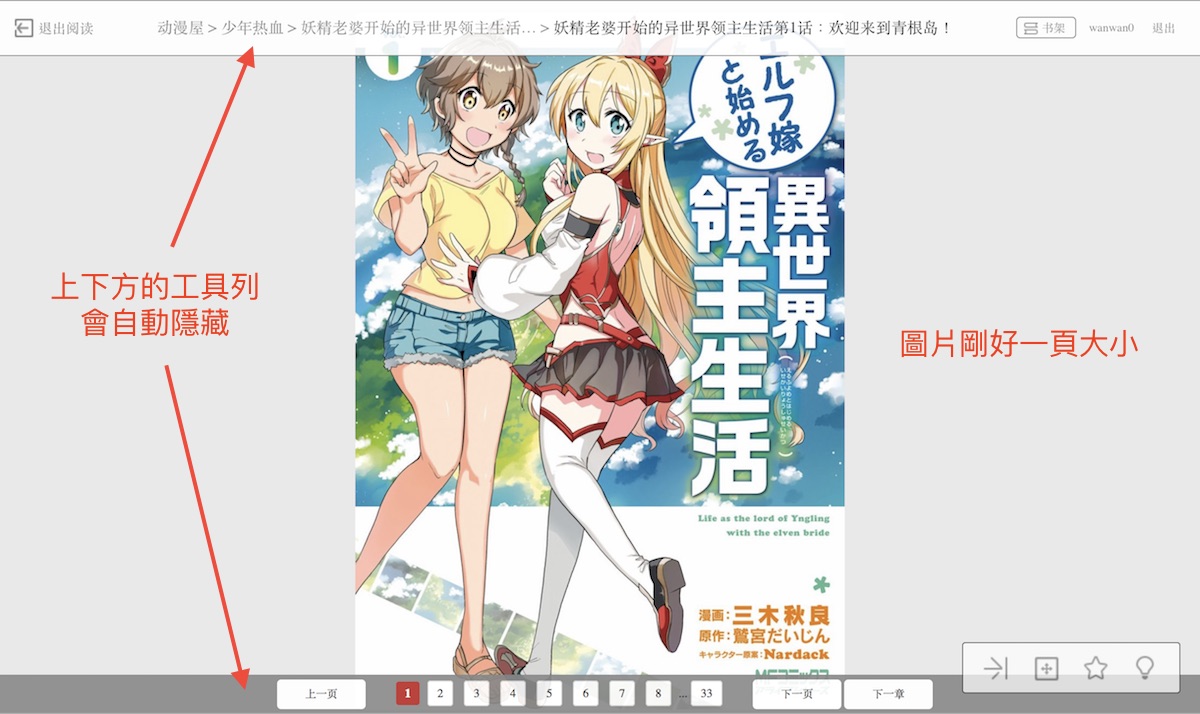 退出阅读
动漫屋 > 少年热血 > 妖精老婆开始的异世界领主生活... > 妖精老婆开始的异世界领主生活第1话：欢迎来到青根岛！
书架
wanwan0
退出
1
エルフ嫁
と始める
異世界
領主生活
上下方的工具列
會自動隱藏
圖片剛好一頁大小
Life as the lord of Yngling
with the elven bride
漫画：三木秋良
原作：鷲宮だいじん
キャラクター原案：Nardack
上一页
1 2 3 4 5 6 7 8 ... 33
下一页
下一章